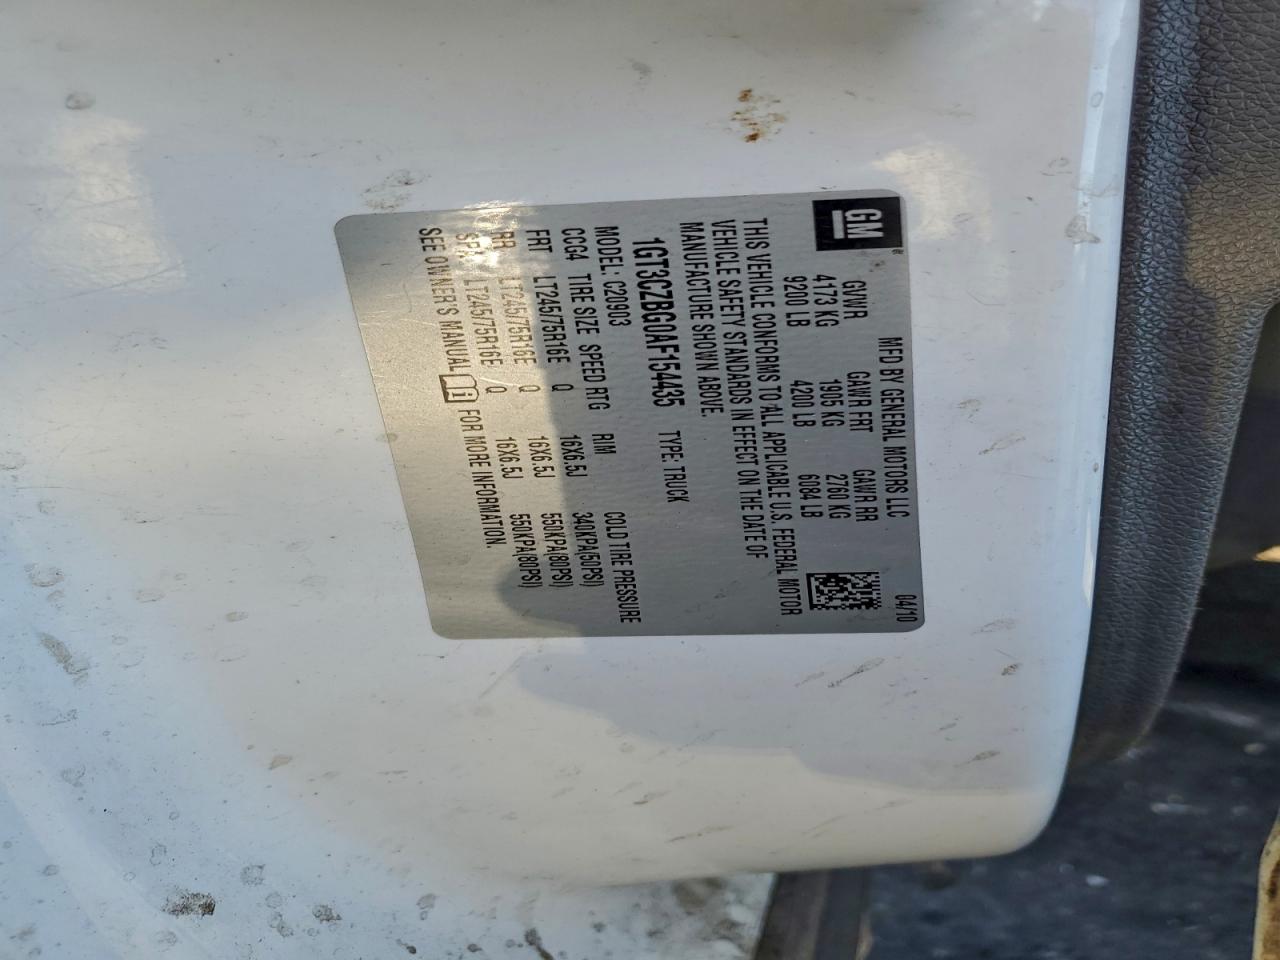 GM
MFD BY GENERAL MOTORS LLC 04/10
GVWR GAWR FRT GAWR RR
4173 KG 1905 KG 2760 KG
9200 LB 4200 LB 6084 LB
THIS VEHICLE CONFORMS TO ALL APPLICABLE U.S. FEDERAL MOTOR
VEHICLE SAFETY STANDARDS IN EFFECT ON THE DATE OF
MANUFACTURE SHOWN ABOVE.
1GT3CZBG0AF154435 TYPE: TRUCK
MODEL: C20903 COLD TIRE PRESSURE
CCG4 TIRE SIZE SPEED RTG RIM
FRT LT245/75R16E Q 16X6.5J 340KPA(50PSI)
RR LT245/75R16E Q 16X6.5J 550KPA(80PSI)
SPA LT245/75R16E Q 16X6.5J 550KPA(80PSI)
SEE OWNER'S MANUAL FOR MORE INFORMATION.